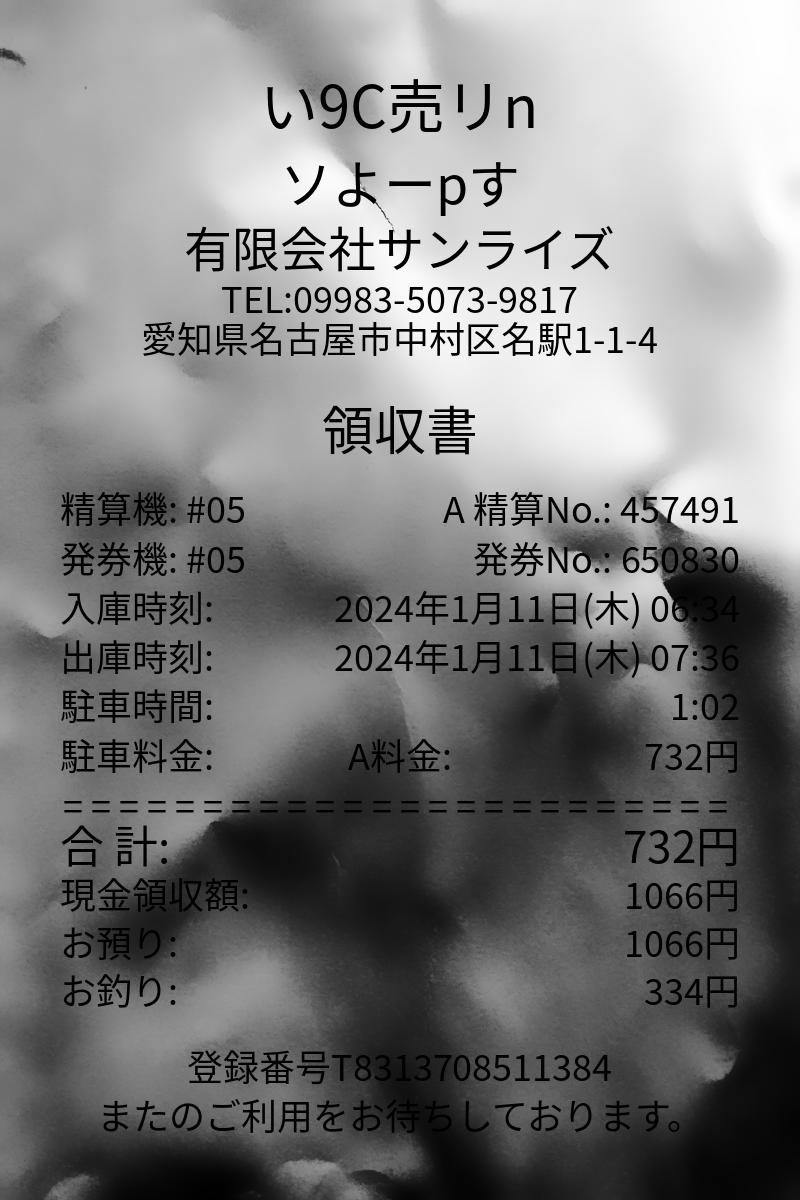 い9C売リn
ソよーpす
有限会社サンライズ
TEL:09983-5073-9817
愛知県名古屋市中村区名駅1-1-4
領収書
精算機: #05 A 精算No.: 457491
発券機: #05 発券No.: 650830
入庫時刻: 2024年1月11日(木) 06:34
出庫時刻: 2024年1月11日(木) 07:36
駐車時間: 1:02
駐車料金: A料金: 732円
========================
合 計: 732円
現金領収額: 1066円
お預り: 1066円
お釣り: 334円
登録番号T8313708511384
またのご利用をお待ちしております。